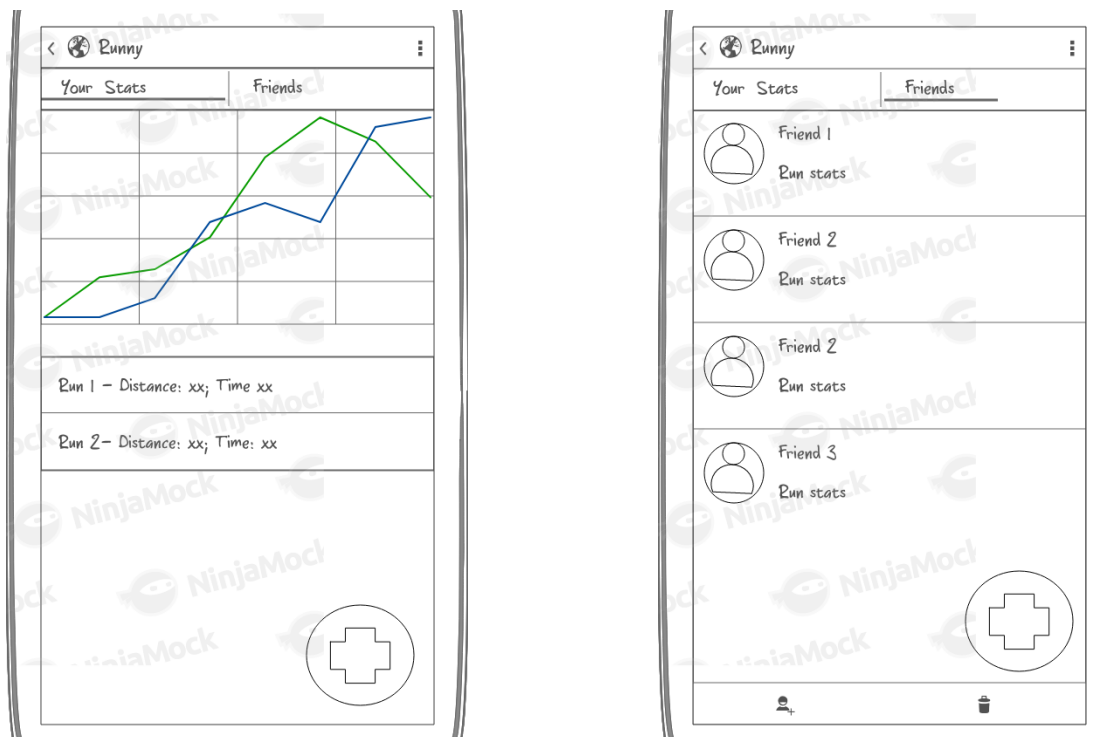 Runny
Your Stats
Friends
Run 1 - Distance: xx; Time xx
Run 2- Distance: xx; Time: xx
Runny
Your Stats
Friends
Friend 1
Run stats
Friend 2
Run stats
Friend 2
Run stats
Friend 3
Run stats
NinjaMock